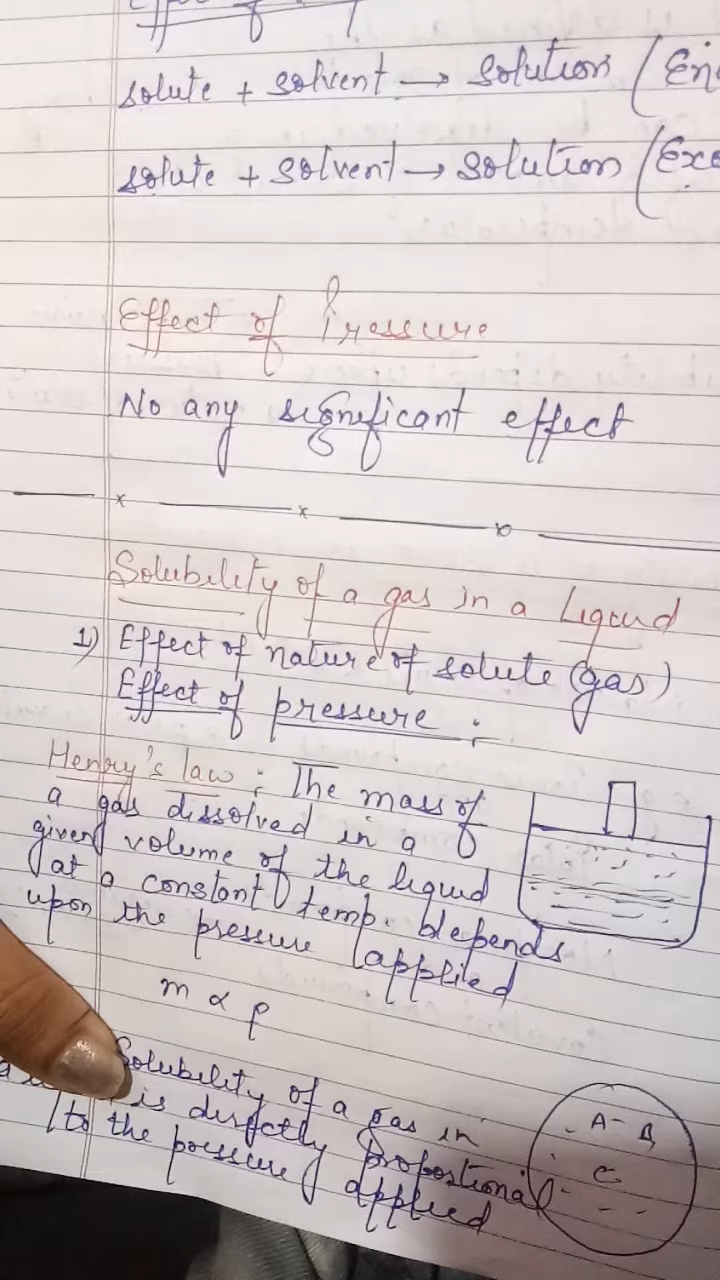 Effect of
solute + solvent → solution (En
solute + solvent → solution (Exo
Effect of Pressure
No any significant effect
Solubility of a gas in a Liquid
1) Effect of nature of solute (gas)
Effect of pressure :-
Henry's law : The mass of
a gas dissolved in a
given volume of the liquid
at a constant temp. depends
upon the pressure applied
m ∝ p
Solubility of a gas in
is directly propostional
to the pressure applied
A - B
C